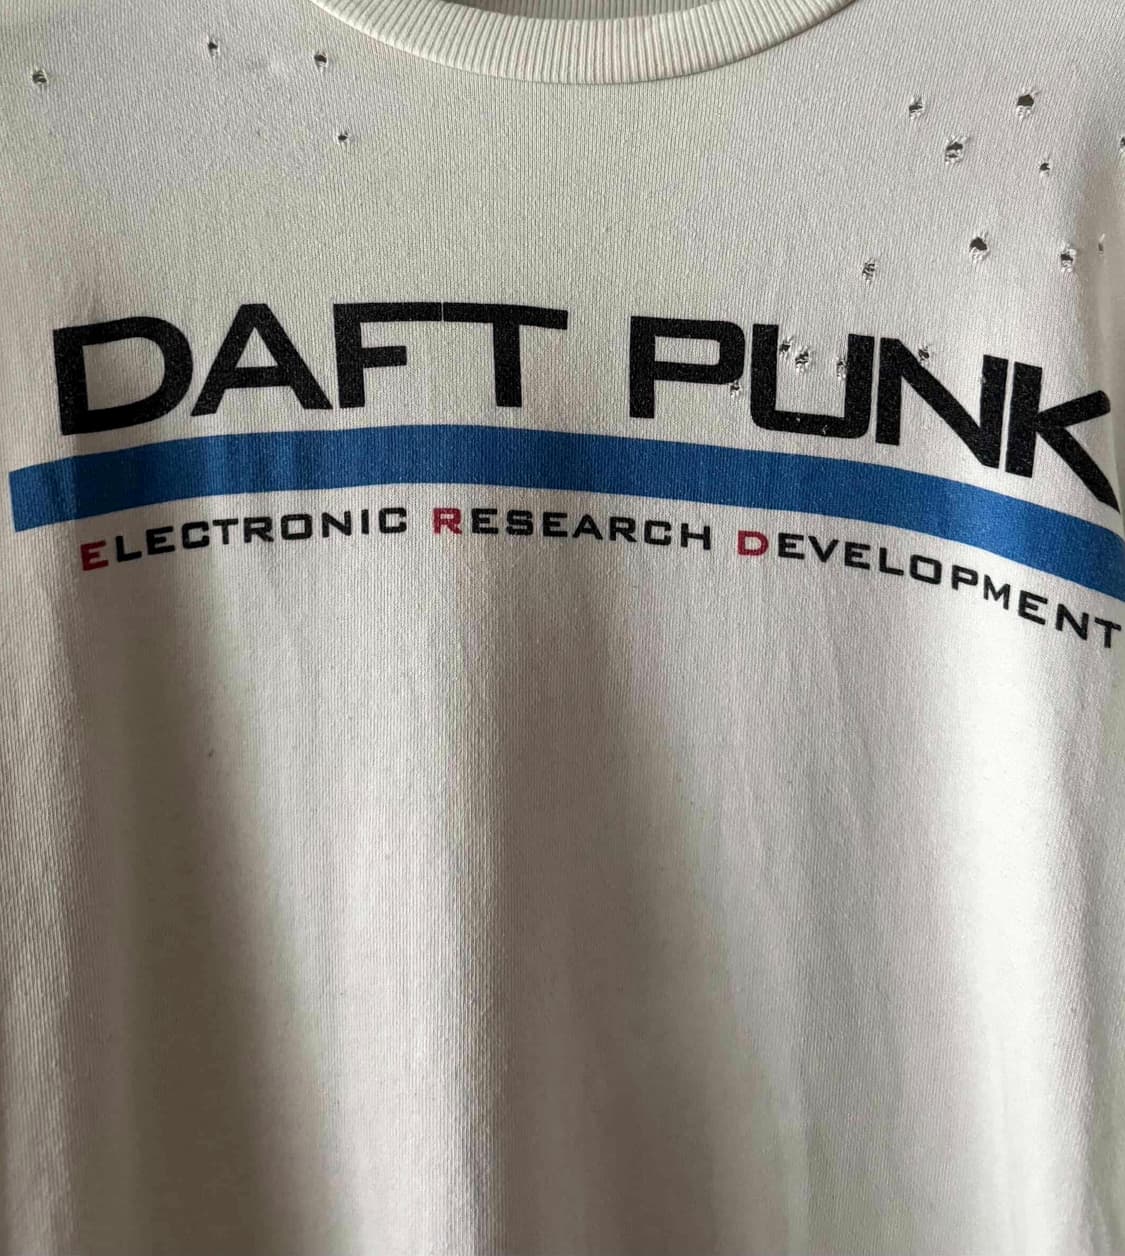 DAFT PUNK
ELECTRONIC RESEARCH DEVELOPMENT